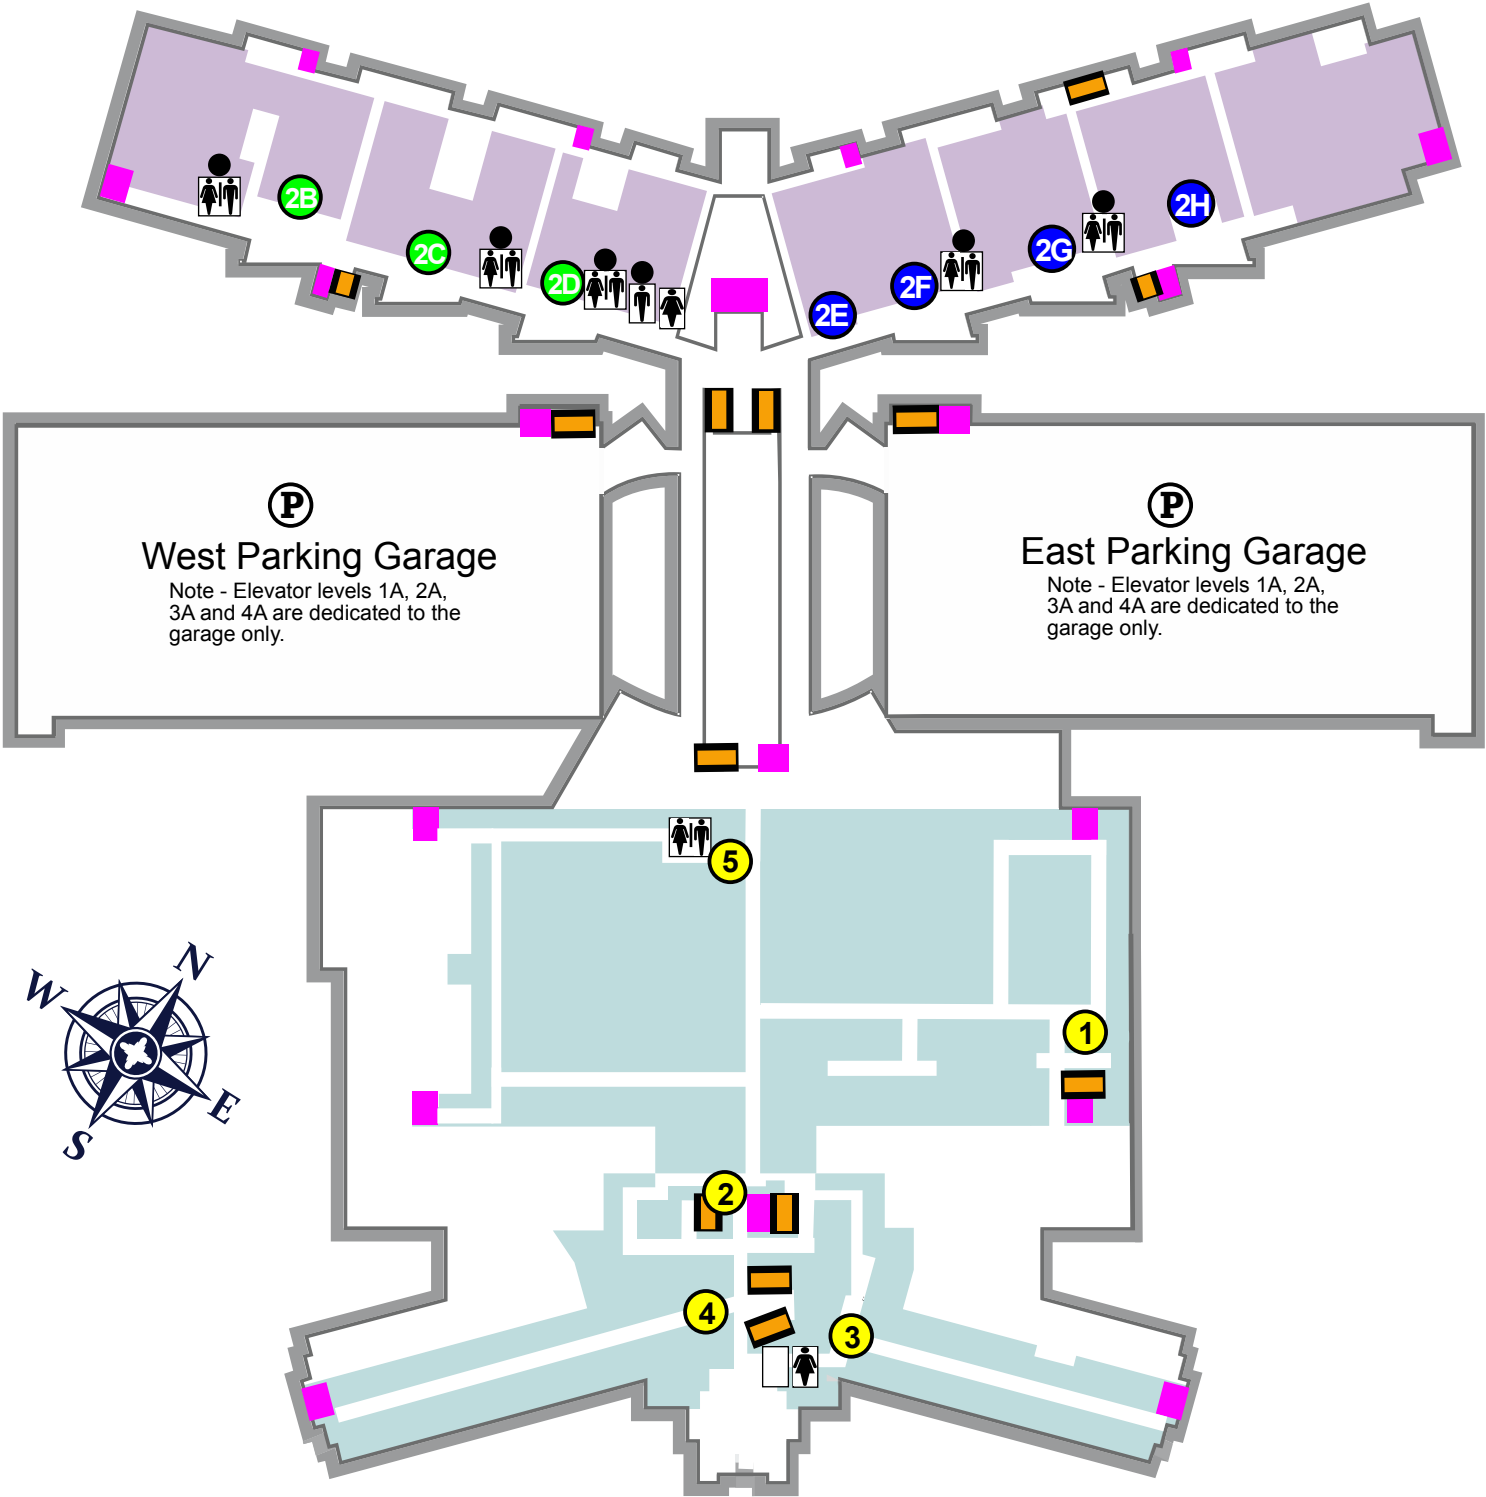 2B
2C
2D
2E
2F
2G
2H
P
West Parking Garage
Note - Elevator levels 1A, 2A,
3A and 4A are dedicated to the
garage only.
P
East Parking Garage
Note - Elevator levels 1A, 2A,
3A and 4A are dedicated to the
garage only.
5
N
W
E
S
1
2
4
3